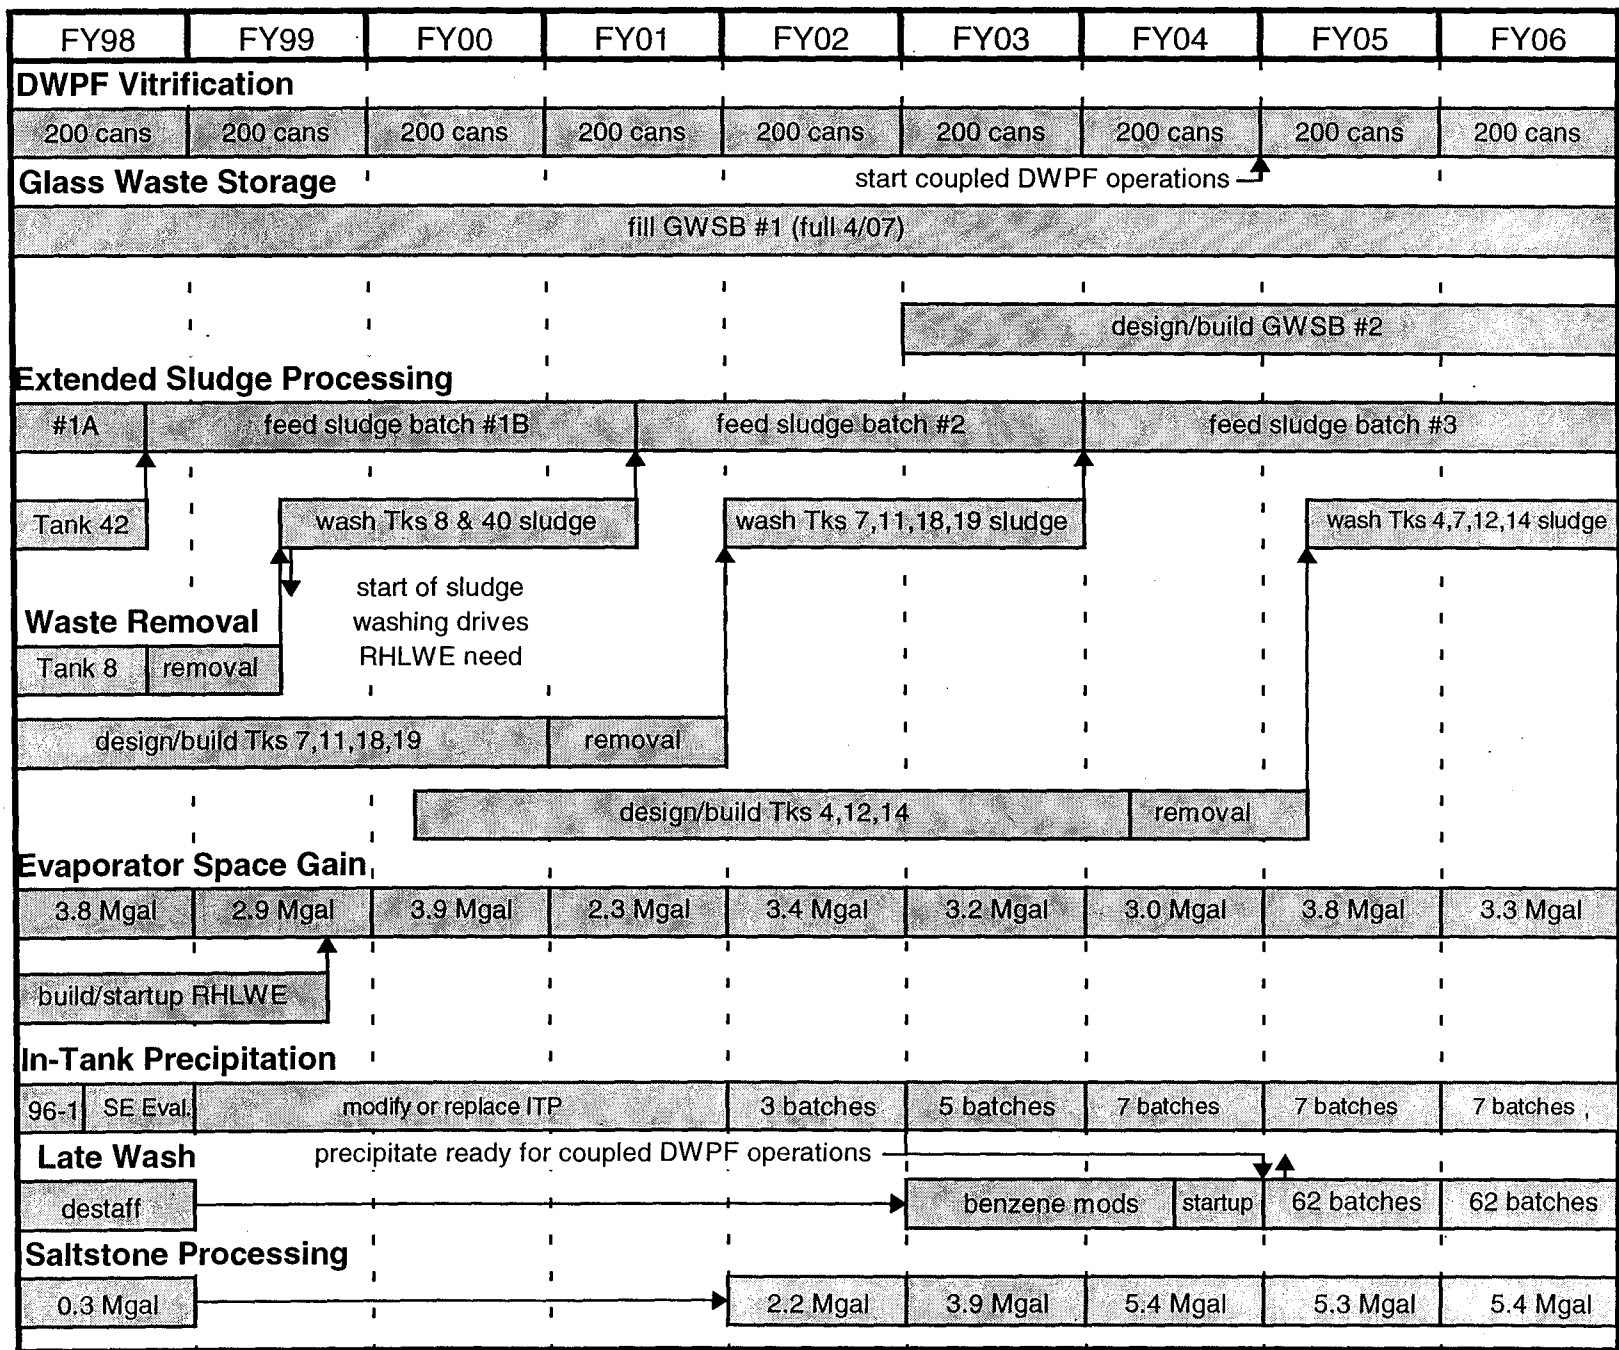 FY98 FY99 FY00 FY01 FY02 FY03 FY04 FY05 FY06
DWPF Vitrification
200 cans 200 cans 200 cans 200 cans 200 cans 200 cans 200 cans 200 cans 200 cans
start coupled DWPF operations
Glass Waste Storage
fill GWSB #1 (full 4/07)
design/build GWSB #2
Extended Sludge Processing
#1A feed sludge batch #1B feed sludge batch #2 feed sludge batch #3
Tank 42 wash Tks 8 & 40 sludge wash Tks 7,11,18,19 sludge wash Tks 4,7,12,14 sludge
start of sludge
washing drives
RHLWE need
Waste Removal
Tank 8 removal
design/build Tks 7,11,18,19 removal
design/build Tks 4,12,14 removal
Evaporator Space Gain
3.8 Mgal 2.9 Mgal 3.9 Mgal 2.3 Mgal 3.4 Mgal 3.2 Mgal 3.0 Mgal 3.8 Mgal 3.3 Mgal
build/startup RHLWE
In-Tank Precipitation
96-1 SE Eval. modify or replace ITP 3 batches 5 batches 7 batches 7 batches 7 batches
Late Wash
precipitate ready for coupled DWPF operations
destaff benzene mods startup 62 batches 62 batches
Saltstone Processing
0.3 Mgal 2.2 Mgal 3.9 Mgal 5.4 Mgal 5.3 Mgal 5.4 Mgal